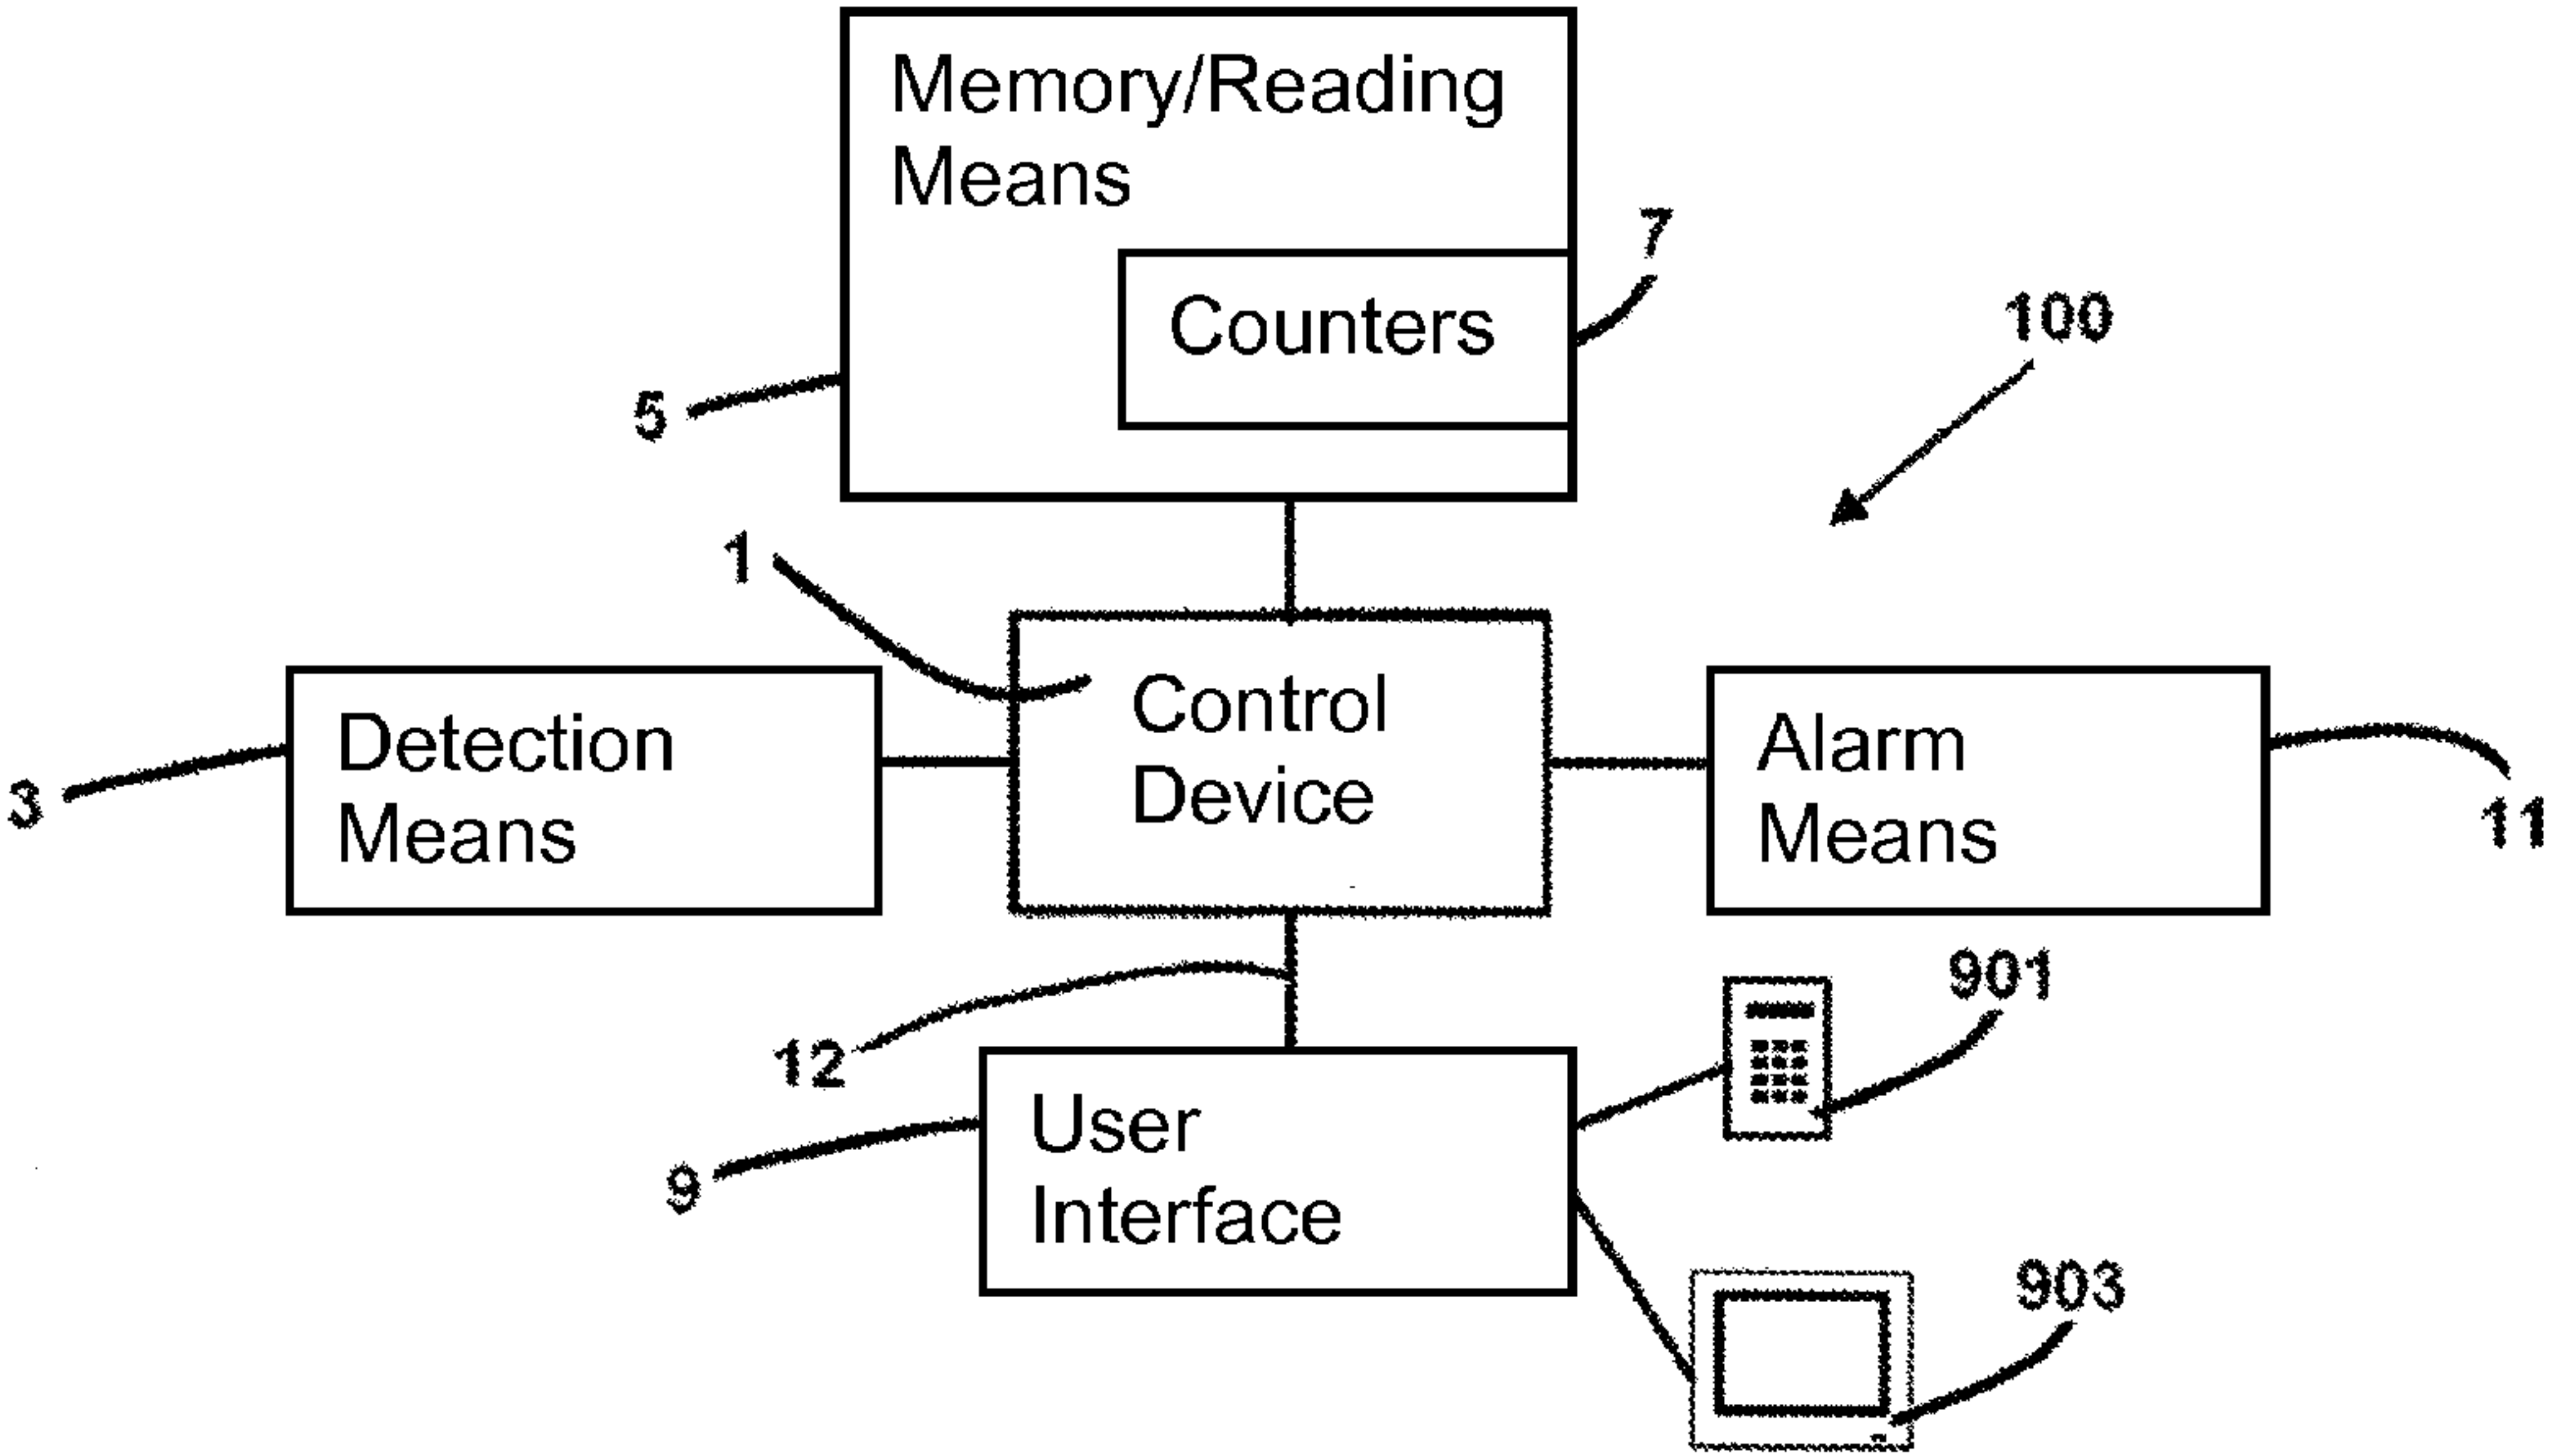 Memory/Reading
Means
7
Counters
100
5
1
Control
Device
Detection
Means
Alarm
Means
3
11
901
12
User
Interface
9
903